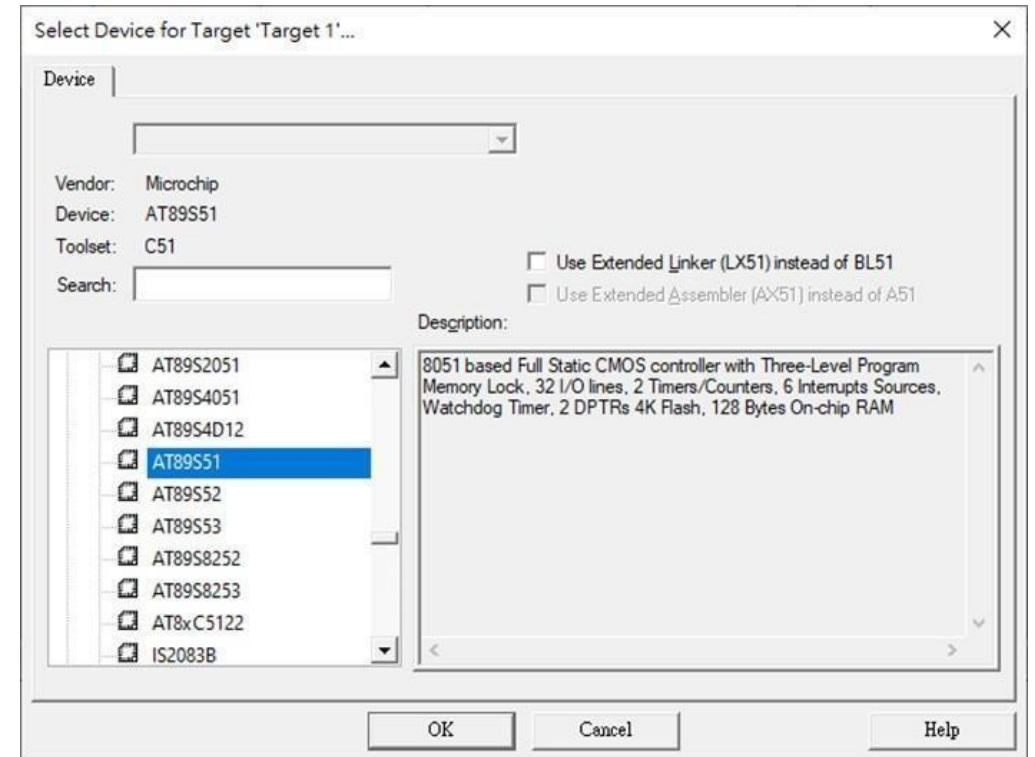 Select Device for Target 'Target 1'...
Device
Vendor: Microchip
Device: AT89S51
Toolset: C51
Search:
Use Extended Linker (LX51) instead of BL51
Use Extended Assembler (AX51) instead of A51
Description:
AT89S2051
AT89S4051
AT89S4D12
AT89S51
AT89S52
AT89S53
AT89S8252
AT89S8253
AT8xC5122
IS2083B
8051 based Full Static CMOS controller with Three-Level Program
Memory Lock, 32 I/O lines, 2 Timers/Counters, 6 Interrupts Sources,
Watchdog Timer, 2 DPTRs 4K Flash, 128 Bytes On-chip RAM
OK
Cancel
Help